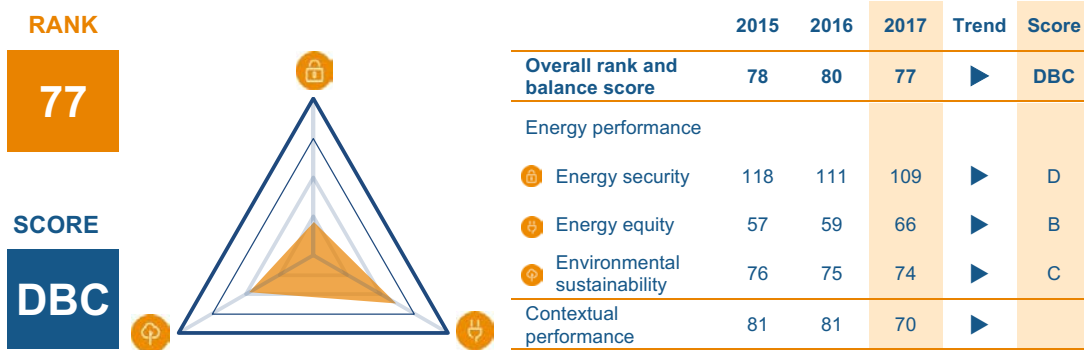 RANK
77
SCORE
DBC
2015 2016 2017 Trend Score
Overall rank and
balance score 78 80 77 DBC
Energy performance
Energy security 118 111 109 D
Energy equity 57 59 66 B
Environmental
sustainability 76 75 74 C
Contextual
performance 81 81 70